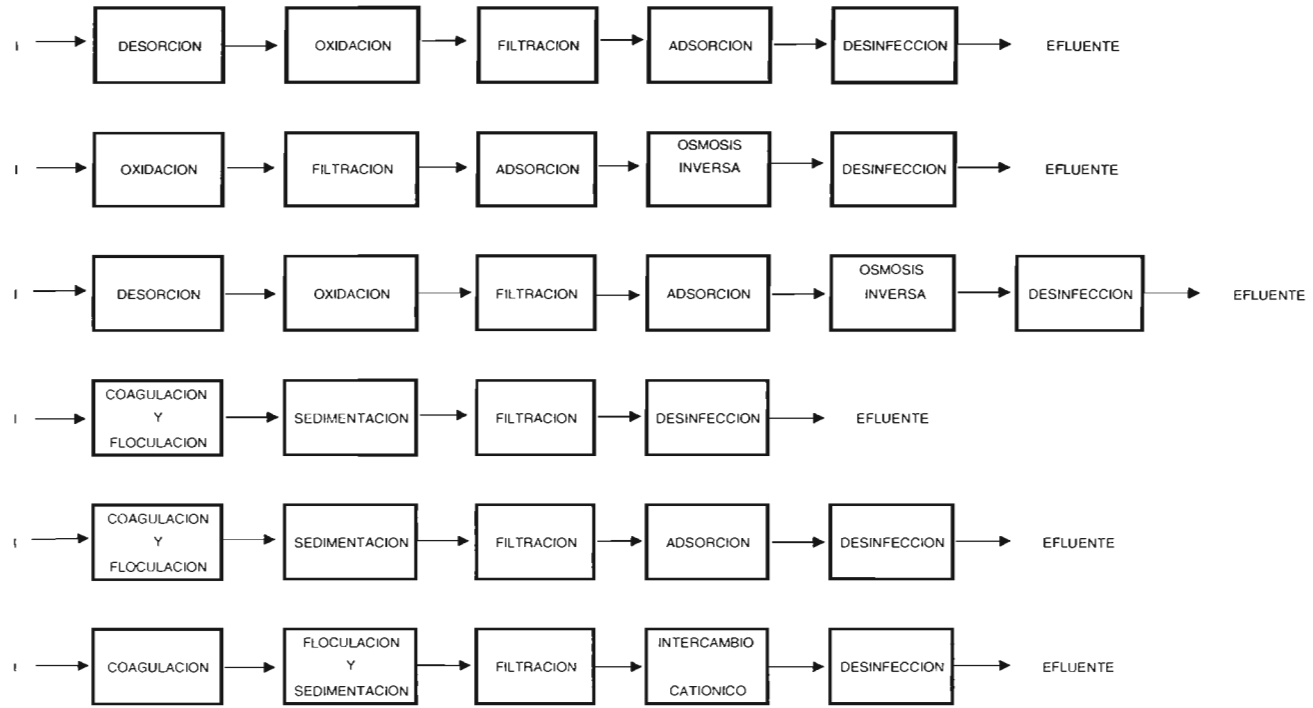 DESORCION
OXIDACION
FILTRACION
ADSORCION
DESINFECCION
EFLUENTE
OXIDACION
FILTRACION
ADSORCION
OSMOSIS
INVERSA
DESINFECCION
EFLUENTE
DESORCION
OXIDACION
FILTRACION
ADSORCION
OSMOSIS
INVERSA
DESINFECCION
EFLUENTE
COAGULACION
Y
FLOCULACION
SEDIMENTACION
FILTRACION
DESINFECCION
EFLUENTE
COAGULACION
Y
FLOCULACION
SEDIMENTACION
FILTRACION
ADSORCION
DESINFECCION
EFLUENTE
COAGULACION
FLOCULACION
Y
SEDIMENTACION
FILTRACION
INTERCAMBIO
CATIONICO
DESINFECCION
EFLUENTE